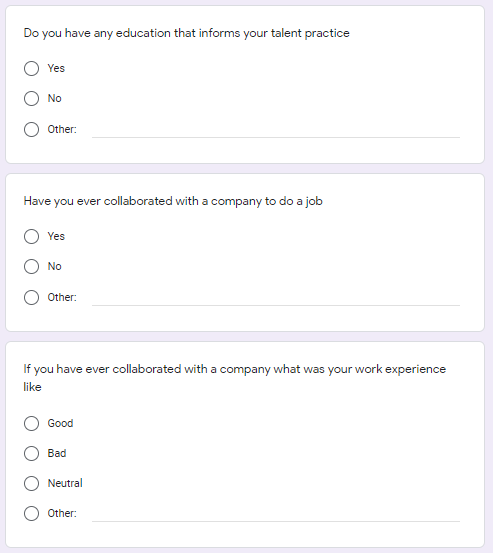 Do you have any education that informs your talent practice
Yes
No
Other:
Have you ever collaborated with a company to do a job
Yes
No
Other:
If you have ever collaborated with a company what was your work experience
like
Good
Bad
Neutral
Other: